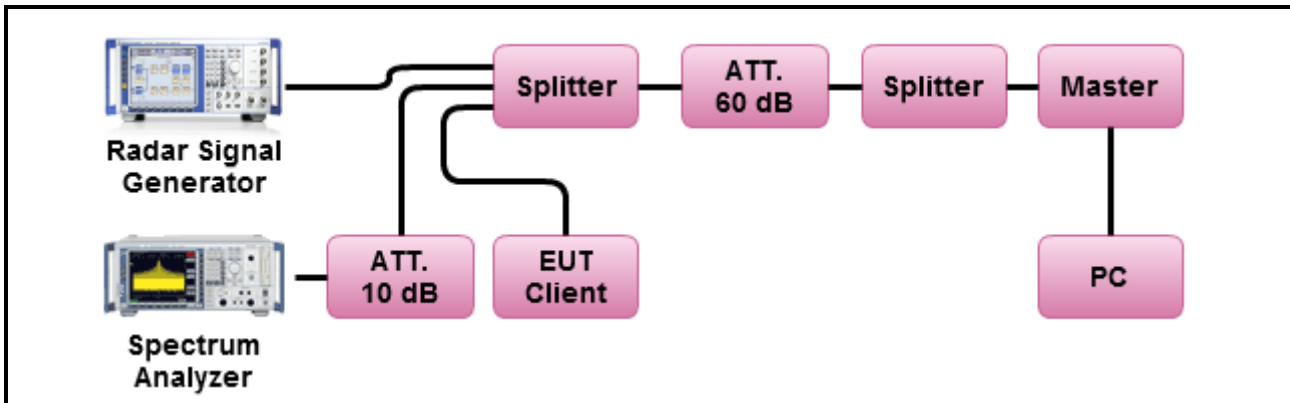 Splitter
ATT.
60 dB
Splitter
Master
Radar Signal
Generator
ATT.
10 dB
EUT
Client
PC
Spectrum
Analyzer